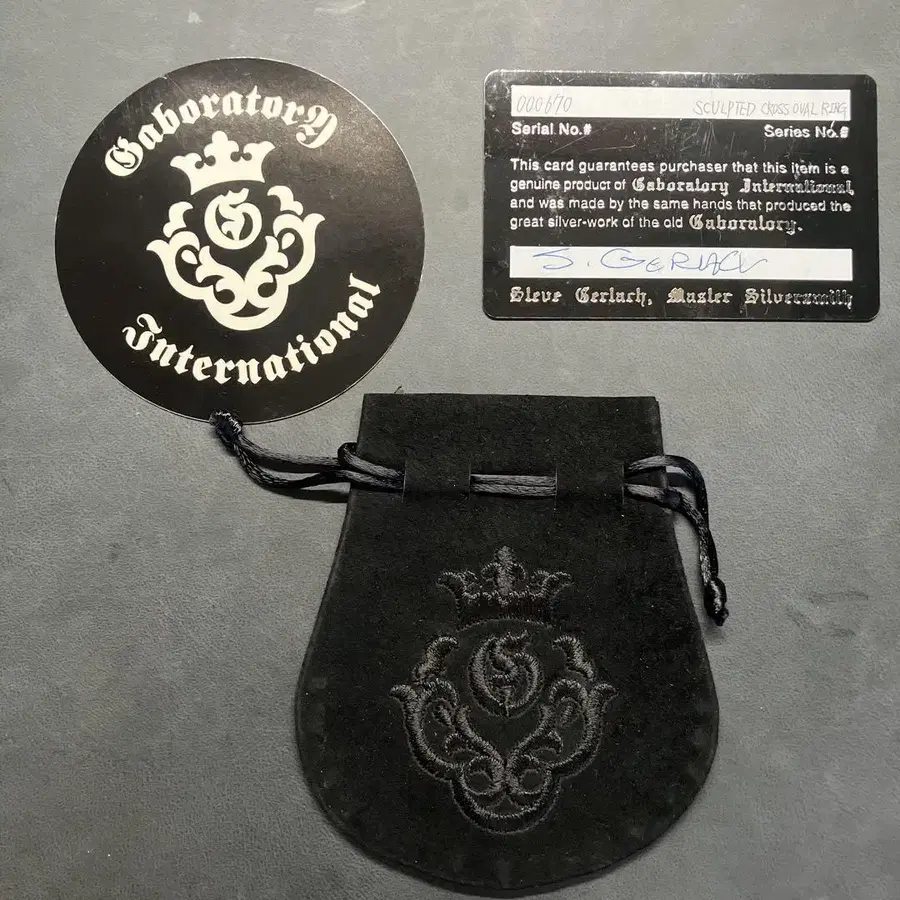 Gaboratory
International
000670 SCULPTED CROSS OVAL RING
Serial No.# Series No.#
This card guarantees purchaser that this item is a
genuine product of Gaboratory International,
and was made by the same hands that produced the
great silver-work of the old Gaboratory.
S. GERLACH
Steve Gerlach, Master Silversmith
G